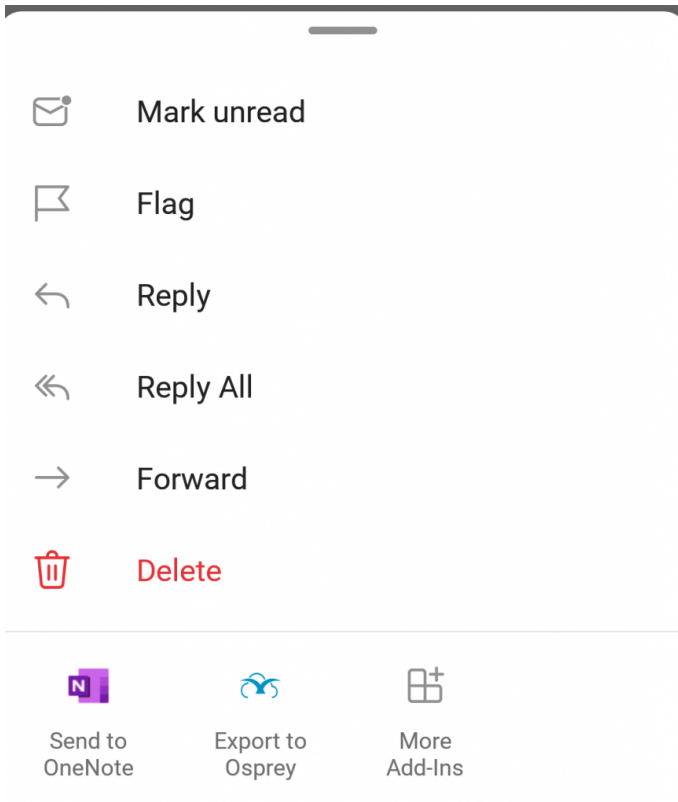 Mark unread
Flag
Reply
Reply All
Forward
Delete
N
Send to
OneNote
Export to
Osprey
More
Add-Ins